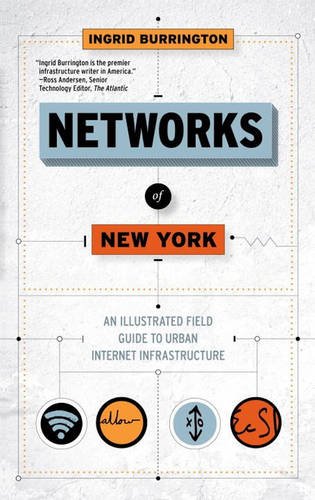 INGRID BURRINGTON
"Ingrid Burrington is the premier
infrastructure writer in America."
—Ross Andersen, Senior
Technology Editor, The Atlantic
NETWORKS
of
NEW YORK
AN ILLUSTRATED FIELD
GUIDE TO URBAN
INTERNET INFRASTRUCTURE
allow